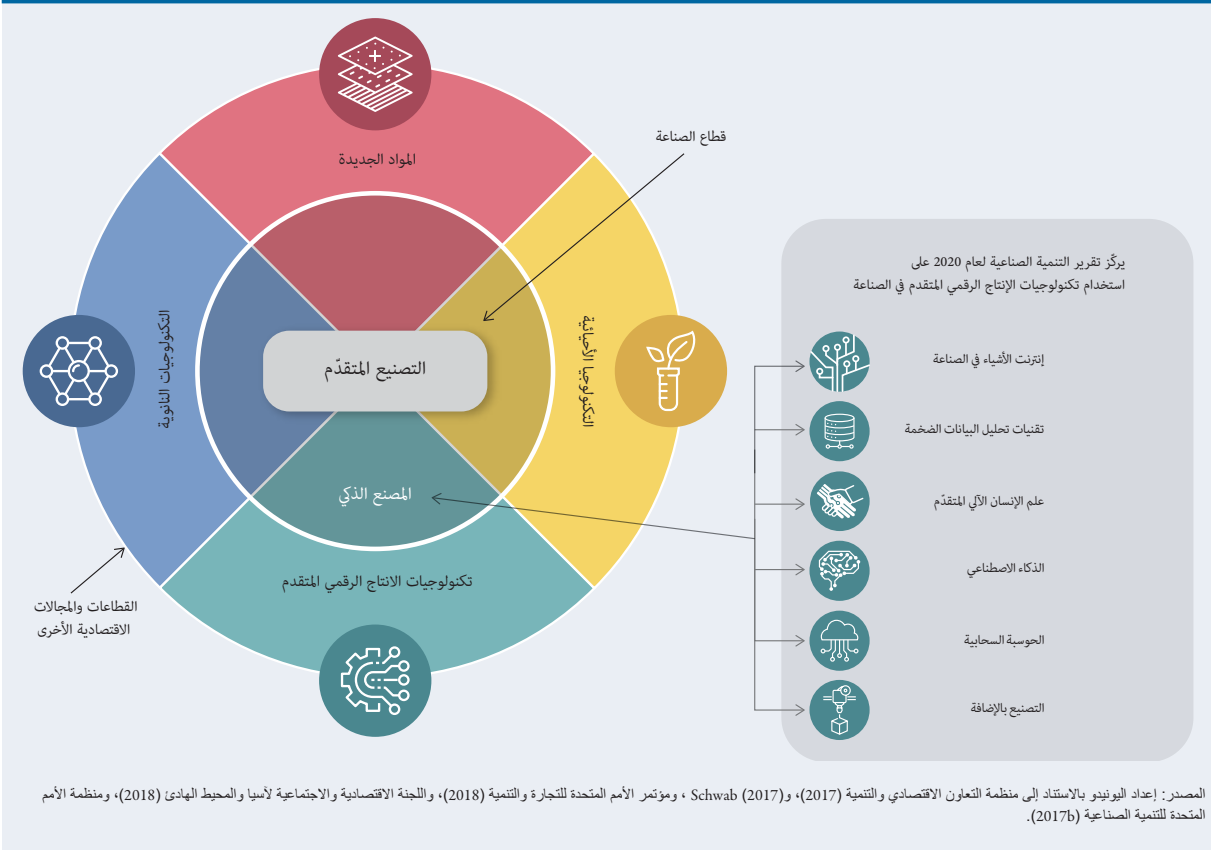 المواد الجديدة
قطاع الصناعة
التكنولوجيا الأحيائية
التصنيع المتقدّم
التكنولوجيات النانوية
المصنع الذكي
تكنولوجيات الانتاج الرقمي المتقدم
القطاعات والمجالات
الاقتصادية الأخرى
يركّز تقرير التنمية الصناعية لعام 2020 على
استخدام تكنولوجيات الإنتاج الرقمي المتقدم في الصناعة
إنترنت الأشياء في الصناعة
تقنيات تحليل البيانات الضخمة
علم الإنسان الآلي المتقدّم
الذكاء الاصطناعي
الحوسبة السحابية
التصنيع بالإضافة
المصدر: إعداد اليونيدو بالاستناد إلى منظمة التعاون الاقتصادي والتنمية (2017)، و(2017) Schwab ، ومؤتمر الأمم المتحدة للتجارة والتنمية (2018)، واللجنة الاقتصادية والاجتماعية لآسيا والمحيط الهادئ (2018)، ومنظمة الأمم
المتحدة للتنمية الصناعية (2017b).